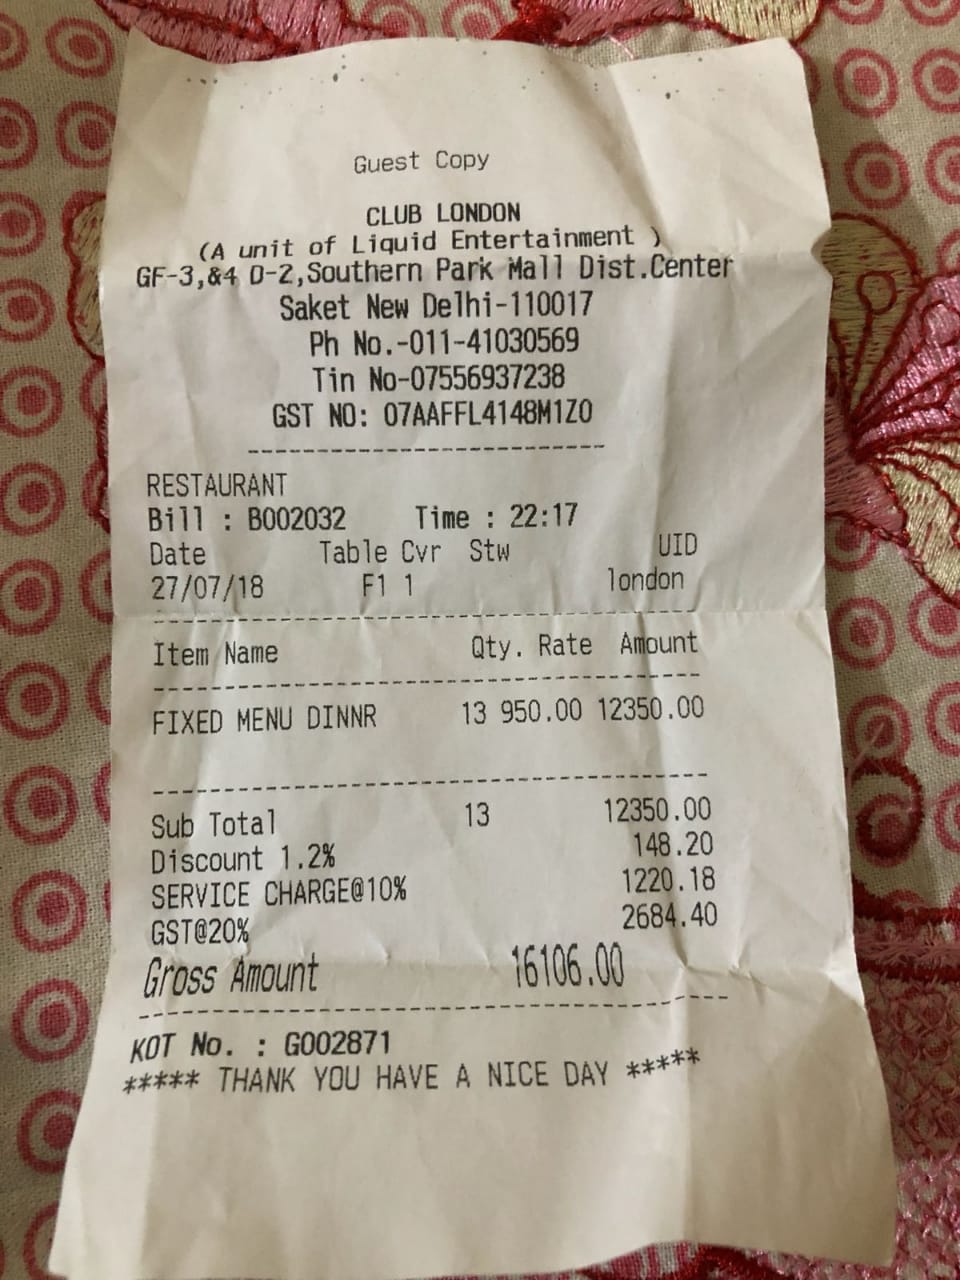 Guest Copy
CLUB LONDON
(A unit of Liquid Entertainment )
GF-3,&4 D-2,Southern Park Mall Dist.Center
Saket New Delhi-110017
Ph No.-011-41030569
Tin No-07556937238
GST NO: 07AAFFL4148M1ZO
RESTAURANT
Bill : B002032 Time : 22:17
Date Table Cvr Stw UID
27/07/18 F1 1 london
Item Name Qty. Rate Amount
FIXED MENU DINNR 13 950.00 12350.00
Sub Total 13 12350.00
Discount 1.2% 148.20
SERVICE CHARGE@10% 1220.18
GST@20% 2684.40
Gross Amount 16106.00
KOT No. : G002871
***** THANK YOU HAVE A NICE DAY *****